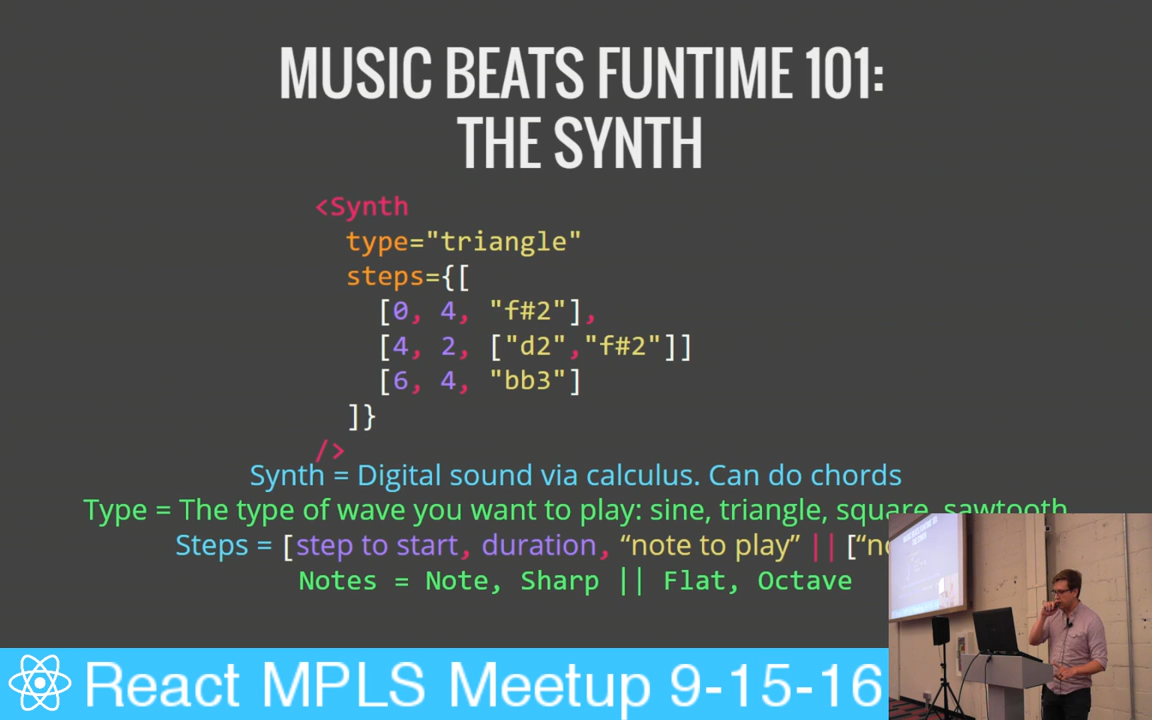 MUSIC BEATS FUNTIME 101:
THE SYNTH
<Synth
type="triangle"
steps={[
[0, 4, "f#2"],
[4, 2, ["d2","f#2"]]
[6, 4, "bb3"]
]}
/>
Synth = Digital sound via calculus. Can do chords
Type = The type of wave you want to play: sine, triangle, square, sawtooth
Steps = [step to start, duration, “note to play” || [“no
Notes = Note, Sharp || Flat, Octave
React MPLS Meetup 9-15-16